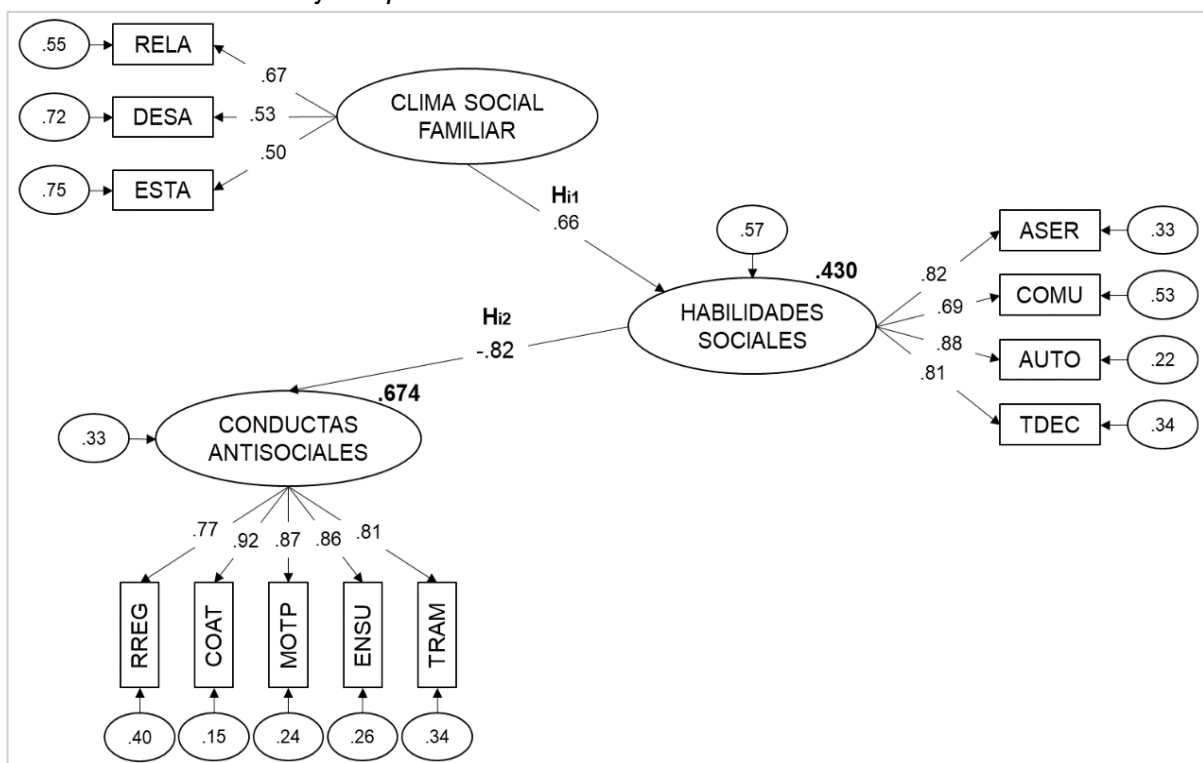 .55
RELA
.67
.72
DESA
.53
.75
ESTA
.50
CLIMA SOCIAL
FAMILIAR
Hi1
.66
.57
.430
HABILIDADES
SOCIALES
.82
ASER
.33
.69
COMU
.53
.88
AUTO
.22
.81
TDEC
.34
Hi2
-.82
.674
.33
CONDUCTAS
ANTISOCIALES
.77
.92
.87
.86
.81
RREG
COAT
MOTP
ENSU
TRAM
.40
.15
.24
.26
.34